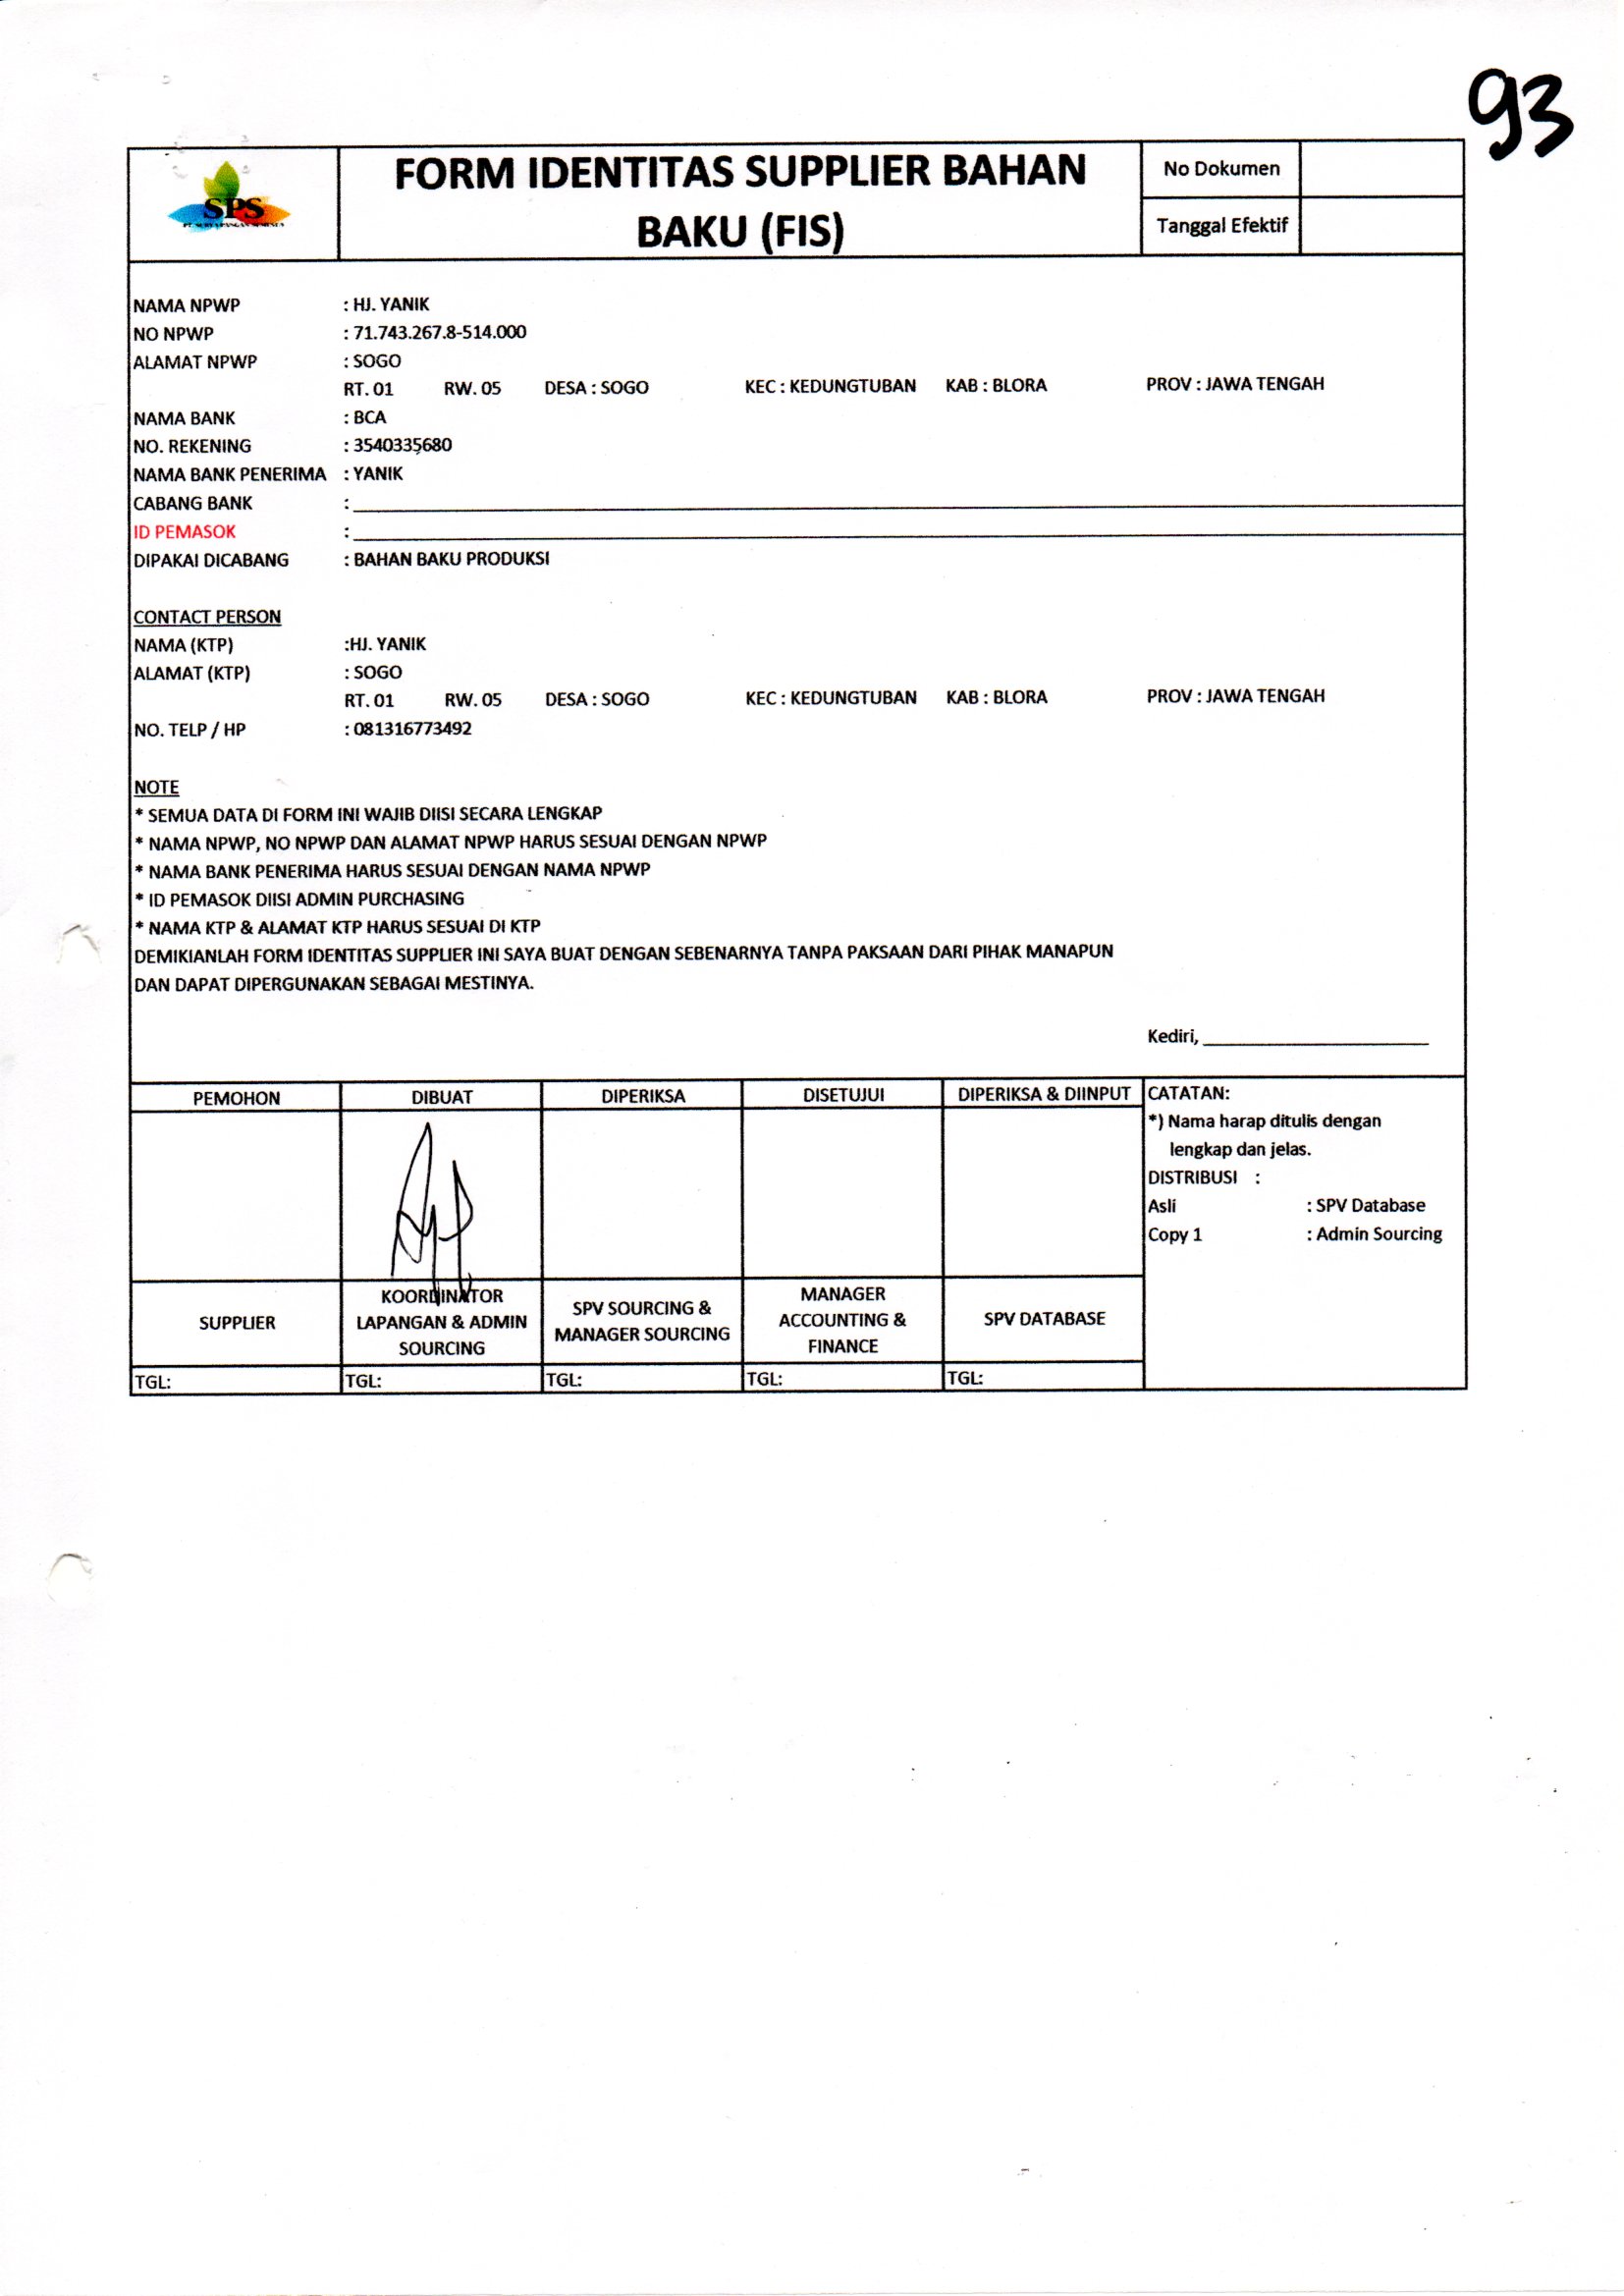 93
SPS
FORM IDENTITAS SUPPLIER BAHAN
BAKU (FIS)
No Dokumen
Tanggal Efektif
NAMA NPWP : HJ. YANIK
NO NPWP : 71.743.267.8-514.000
ALAMAT NPWP : SOGO
RT. 01 RW. 05 DESA : SOGO KEC : KEDUNGTUBAN KAB : BLORA PROV : JAWA TENGAH
NAMA BANK : BCA
NO. REKENING : 3540335680
NAMA BANK PENERIMA : YANIK
CABANG BANK :
ID PEMASOK :
DIPAKAI DICABANG : BAHAN BAKU PRODUKSI
CONTACT PERSON
NAMA (KTP) :HJ. YANIK
ALAMAT (KTP) : SOGO
RT. 01 RW. 05 DESA : SOGO KEC : KEDUNGTUBAN KAB : BLORA PROV : JAWA TENGAH
NO. TELP / HP : 081316773492
NOTE
* SEMUA DATA DI FORM INI WAJIB DIISI SECARA LENGKAP
* NAMA NPWP, NO NPWP DAN ALAMAT NPWP HARUS SESUAI DENGAN NPWP
* NAMA BANK PENERIMA HARUS SESUAI DENGAN NAMA NPWP
* ID PEMASOK DIISI ADMIN PURCHASING
* NAMA KTP & ALAMAT KTP HARUS SESUAI DI KTP
DEMIKIANLAH FORM IDENTITAS SUPPLIER INI SAYA BUAT DENGAN SEBENARNYA TANPA PAKSAAN DARI PIHAK MANAPUN
DAN DAPAT DIPERGUNAKAN SEBAGAI MESTINYA.
Kediri,
PEMOHON DIBUAT DIPERIKSA DISETUJUI DIPERIKSA & DIINPUT
SUPPLIER
KOORDINATOR
LAPANGAN & ADMIN
SOURCING
SPV SOURCING &
MANAGER SOURCING
MANAGER
ACCOUNTING &
FINANCE
SPV DATABASE
TGL: TGL: TGL: TGL: TGL:
CATATAN:
*) Nama harap ditulis dengan
lengkap dan jelas.
DISTRIBUSI :
Asli : SPV Database
Copy 1 : Admin Sourcing